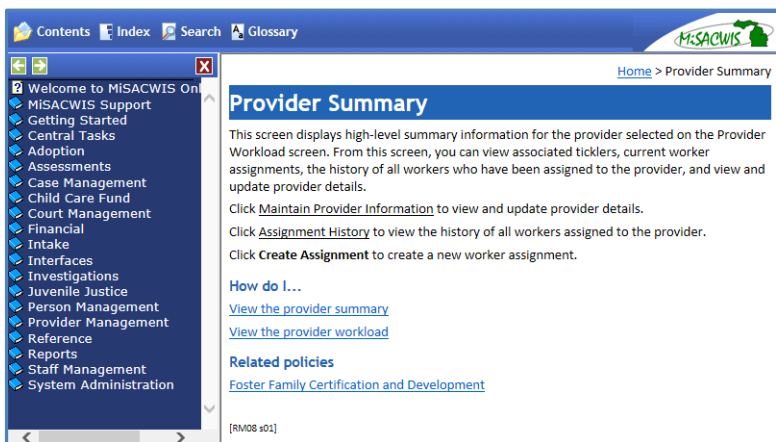 Contents Index Search Glossary
MiSACWIS
X
Home > Provider Summary
? Welcome to MiSACWIS Onl
MiSACWIS Support
Getting Started
Central Tasks
Adoption
Assessments
Case Management
Child Care Fund
Court Management
Financial
Intake
Interfaces
Investigations
Juvenile Justice
Person Management
Provider Management
Reference
Reports
Staff Management
System Administration
Provider Summary
This screen displays high-level summary information for the provider selected on the Provider
Workload screen. From this screen, you can view associated ticklers, current worker
assignments, the history of all workers who have been assigned to the provider, and view and
update provider details.
Click Maintain Provider Information to view and update provider details.
Click Assignment History to view the history of all workers assigned to the provider.
Click Create Assignment to create a new worker assignment.
How do I...
View the provider summary
View the provider workload
Related policies
Foster Family Certification and Development
[RM08 s01]